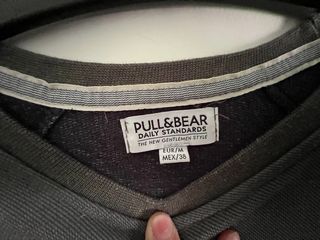 PULL&BEAR
DAILY STANDARDS
THE NEW GENTLEMEN STYLE
EUR/M
MEX/38